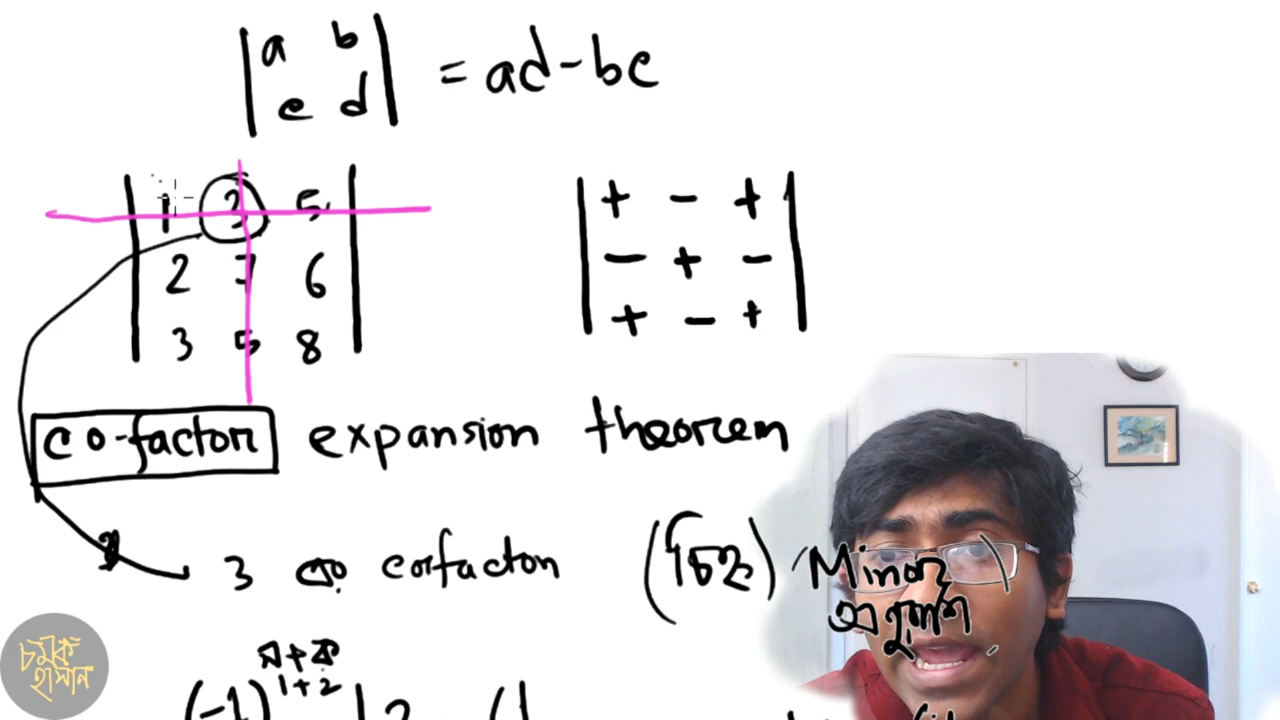 | a b |
| c d | = ad - bc
| 1 3 5 |
| 2 7 6 |
| 3 5 8 |
| + - + |
| - + - |
| + - + |
co-factor expansion theorem
3 এর cofactor (চিহ্ন) (Minor)
অনুরাশি
1+2
(-1) | 2
চমক
হাসান